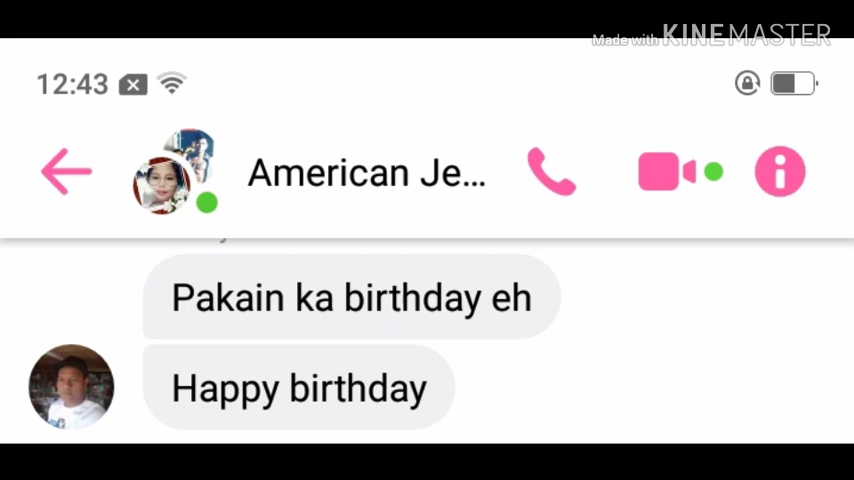 Made with KINEMASTER
12:43
American Je...
Pakain ka birthday eh
Happy birthday